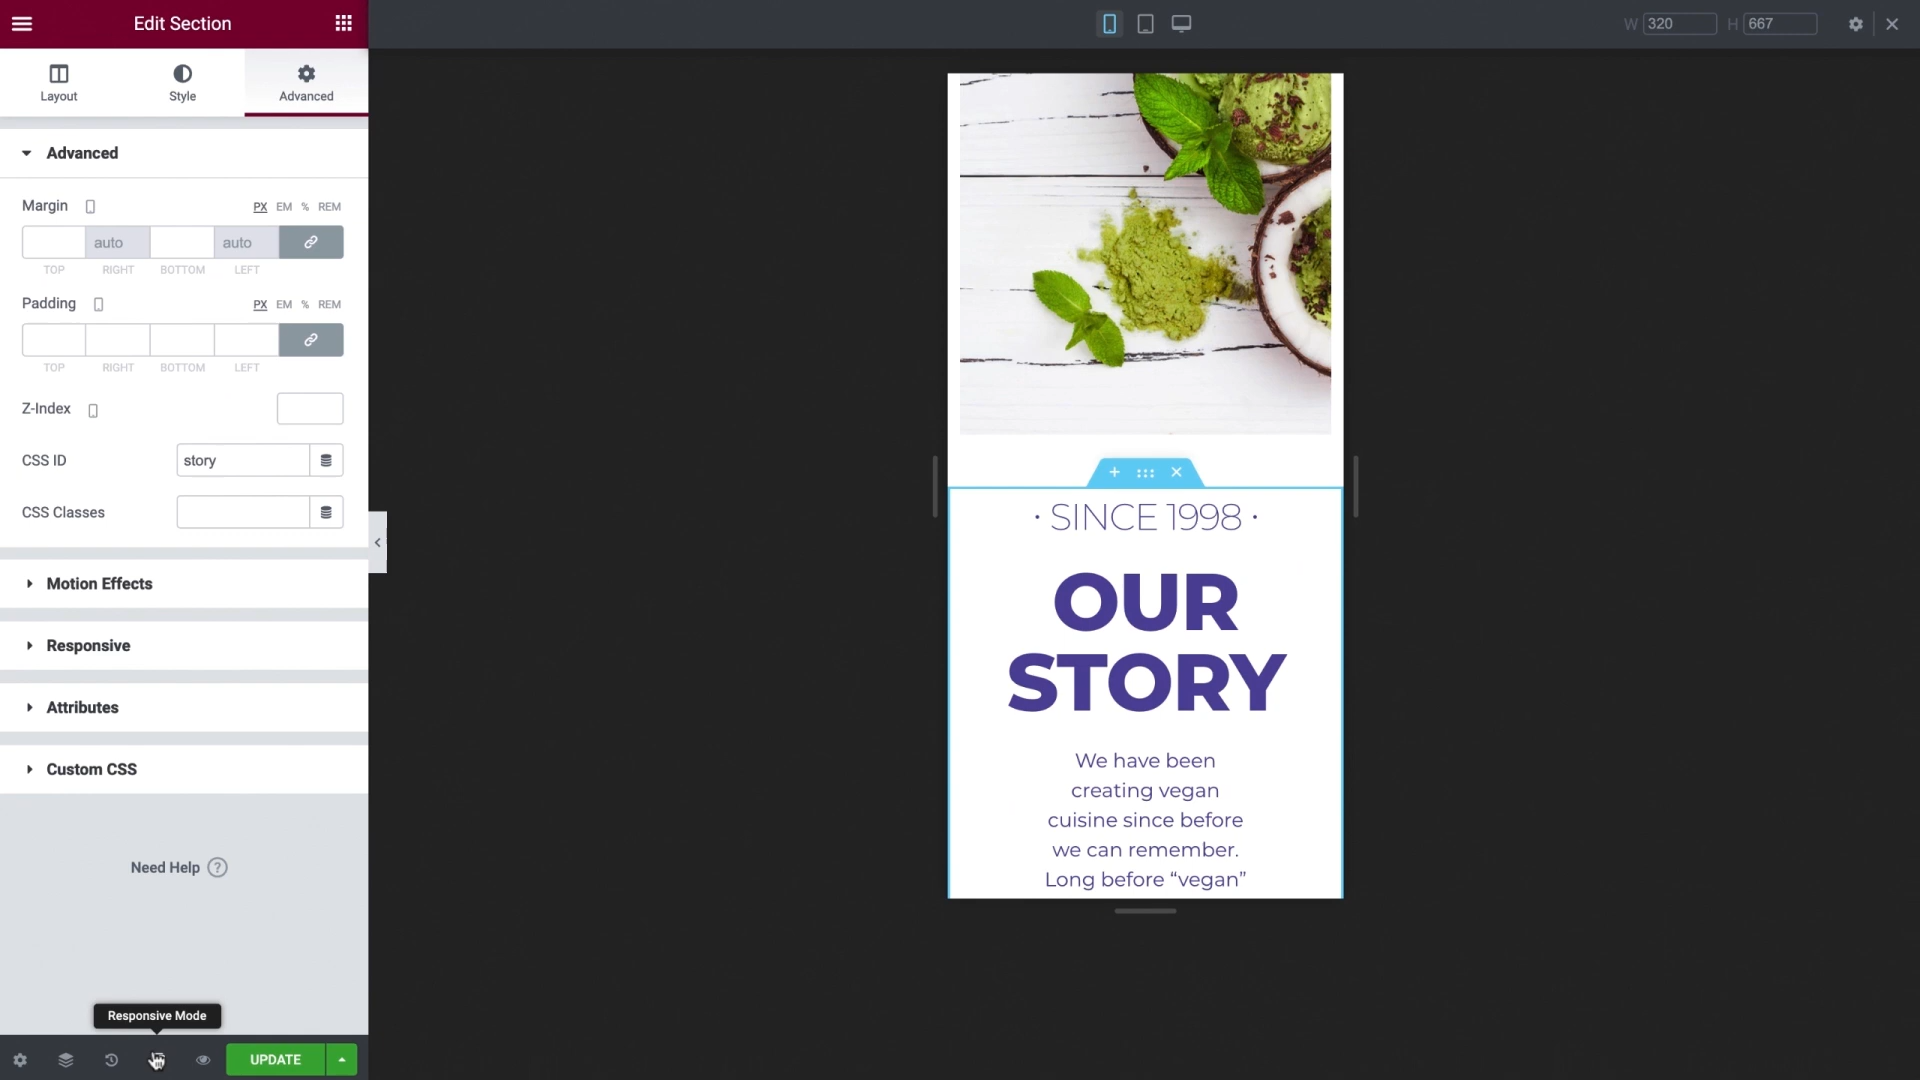 Edit Section
W 320 H 667
Layout Style Advanced
Advanced
Margin PX EM % REM
auto auto
TOP RIGHT BOTTOM LEFT
Padding PX EM % REM
TOP RIGHT BOTTOM LEFT
Z-Index
CSS ID story
CSS Classes
Motion Effects
Responsive
Attributes
Custom CSS
Need Help ?
Responsive Mode
UPDATE
· SINCE 1998 ·
OUR
STORY
We have been
creating vegan
cuisine since before
we can remember.
Long before “vegan”